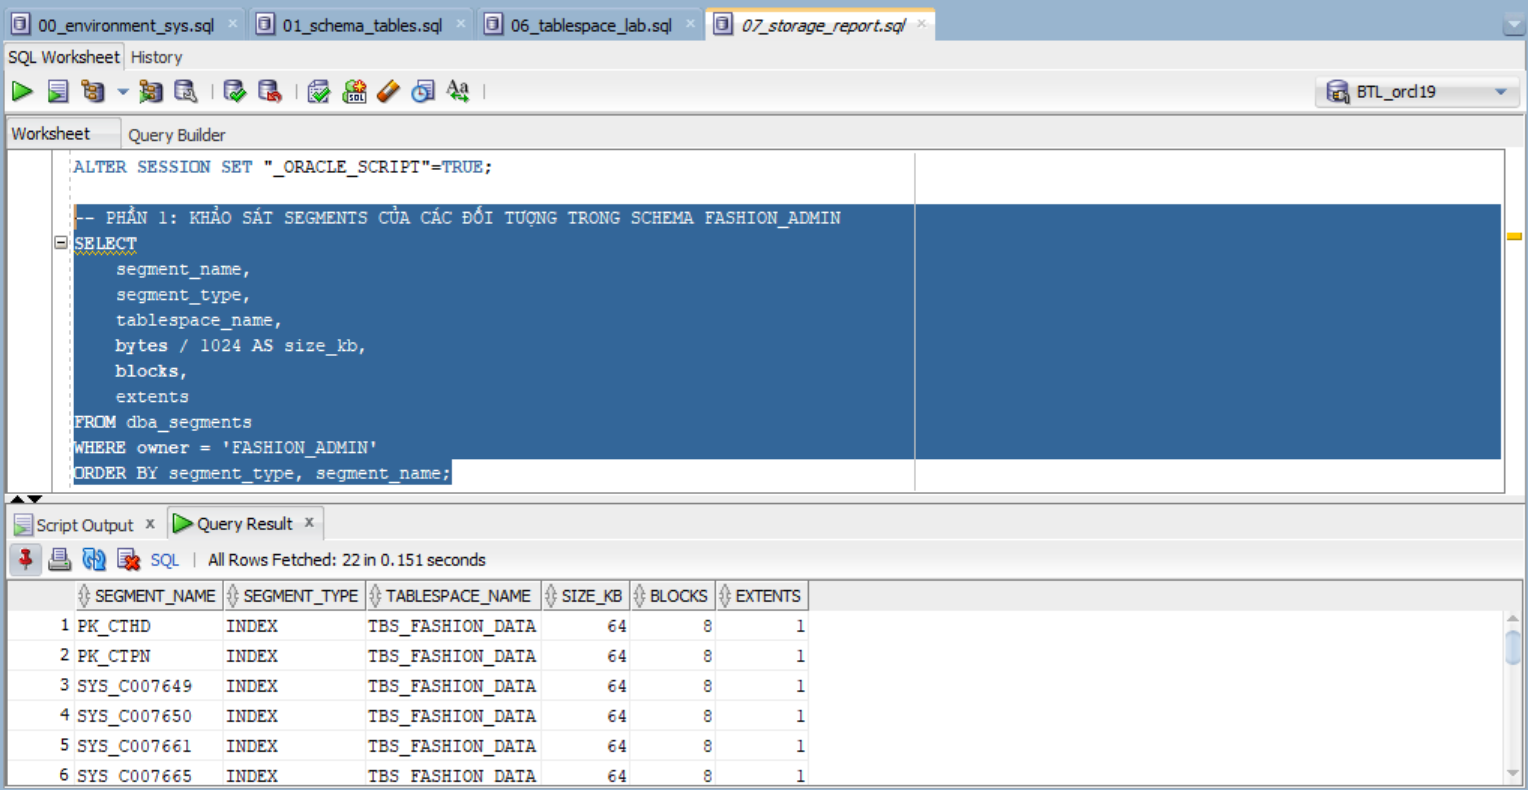 00_environment_sys.sql 01_schema_tables.sql 06_tablespace_lab.sql 07_storage_report.sql
SQL Worksheet History
BTL_orcl19
Worksheet Query Builder
ALTER SESSION SET "_ORACLE_SCRIPT"=TRUE;
-- PHẦN 1: KHẢO SÁT SEGMENTS CỦA CÁC ĐỐI TƯỢNG TRONG SCHEMA FASHION_ADMIN
SELECT
segment_name,
segment_type,
tablespace_name,
bytes / 1024 AS size_kb,
blocks,
extents
FROM dba_segments
WHERE owner = 'FASHION_ADMIN'
ORDER BY segment_type, segment_name;
Script Output x Query Result x
SQL | All Rows Fetched: 22 in 0.151 seconds
SEGMENT_NAME SEGMENT_TYPE TABLESPACE_NAME SIZE_KB BLOCKS EXTENTS
1 PK_CTHD INDEX TBS_FASHION_DATA 64 8 1
2 PK_CTPN INDEX TBS_FASHION_DATA 64 8 1
3 SYS_C007649 INDEX TBS_FASHION_DATA 64 8 1
4 SYS_C007650 INDEX TBS_FASHION_DATA 64 8 1
5 SYS_C007661 INDEX TBS_FASHION_DATA 64 8 1
6 SYS_C007665 INDEX TBS_FASHION_DATA 64 8 1